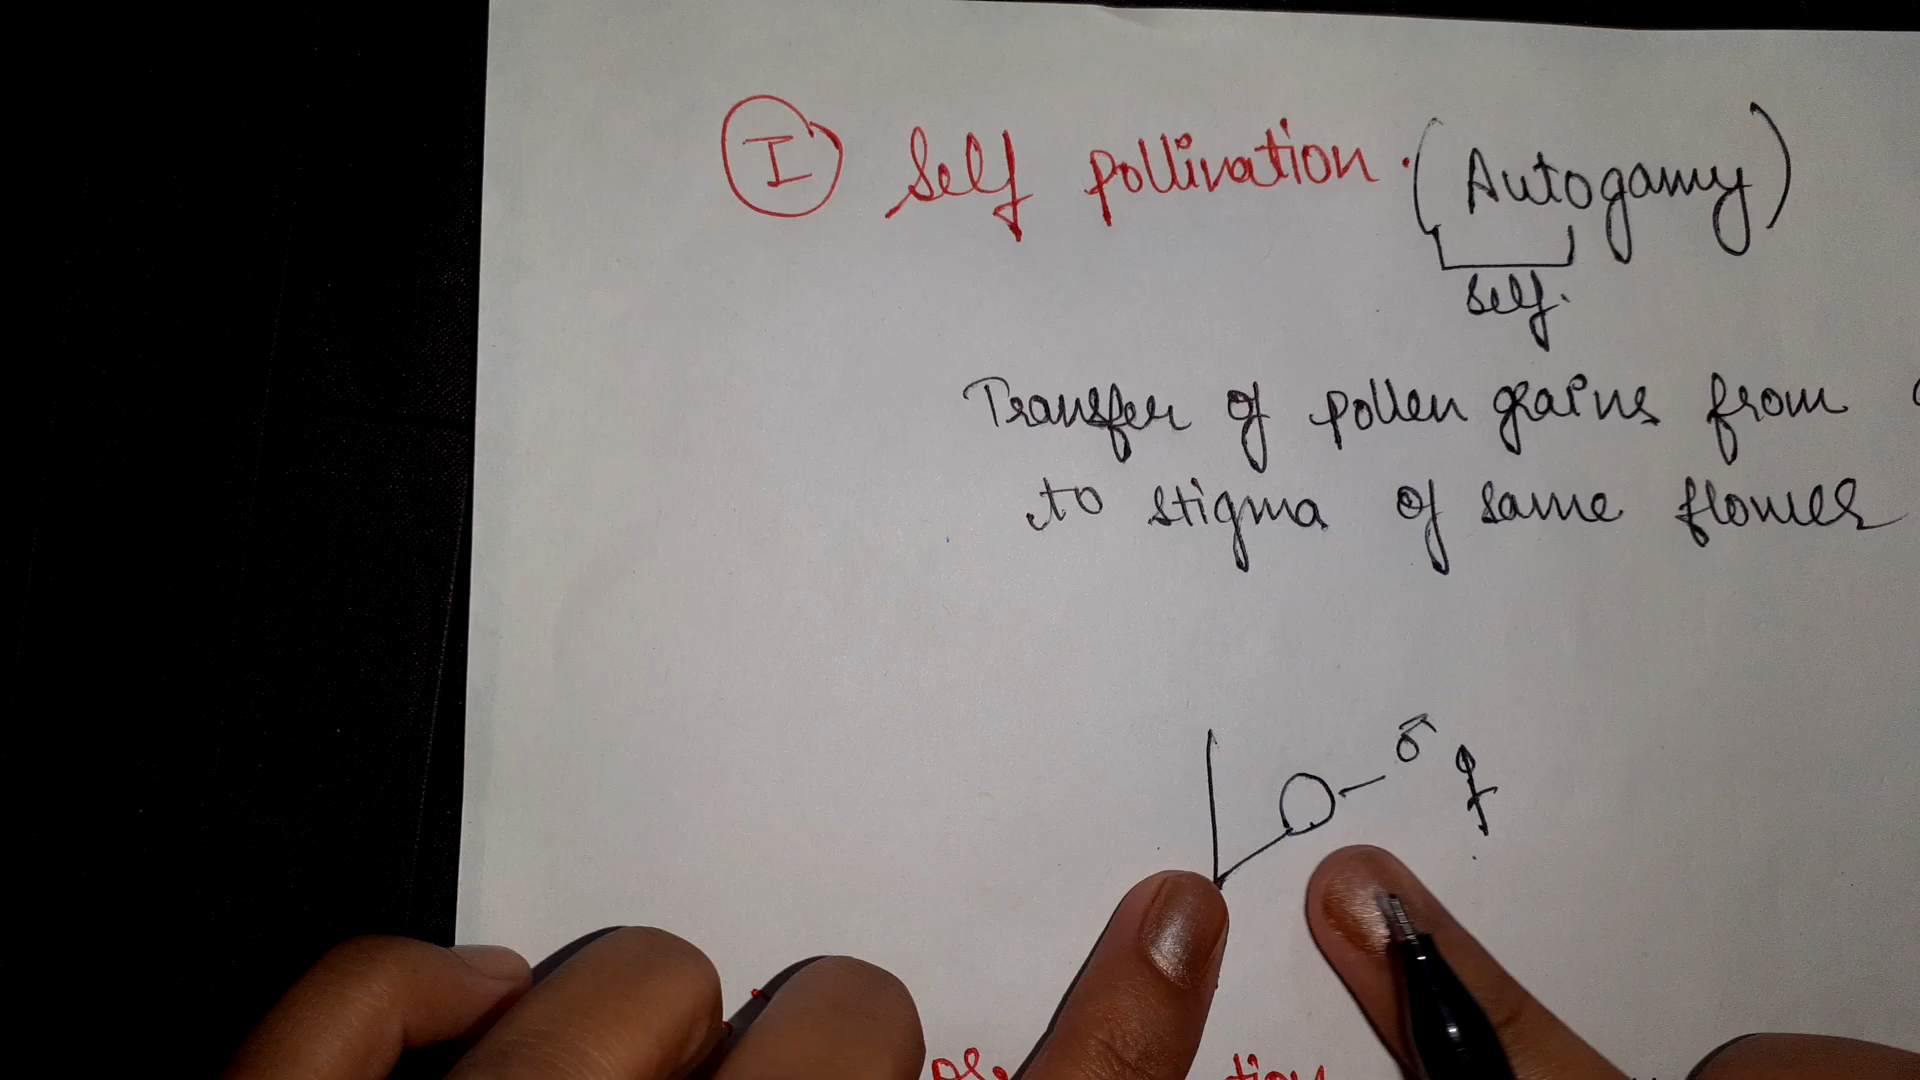 I Self pollination. (Autogamy)
Self.
Transfer of pollen grains from
to stigma of same flower